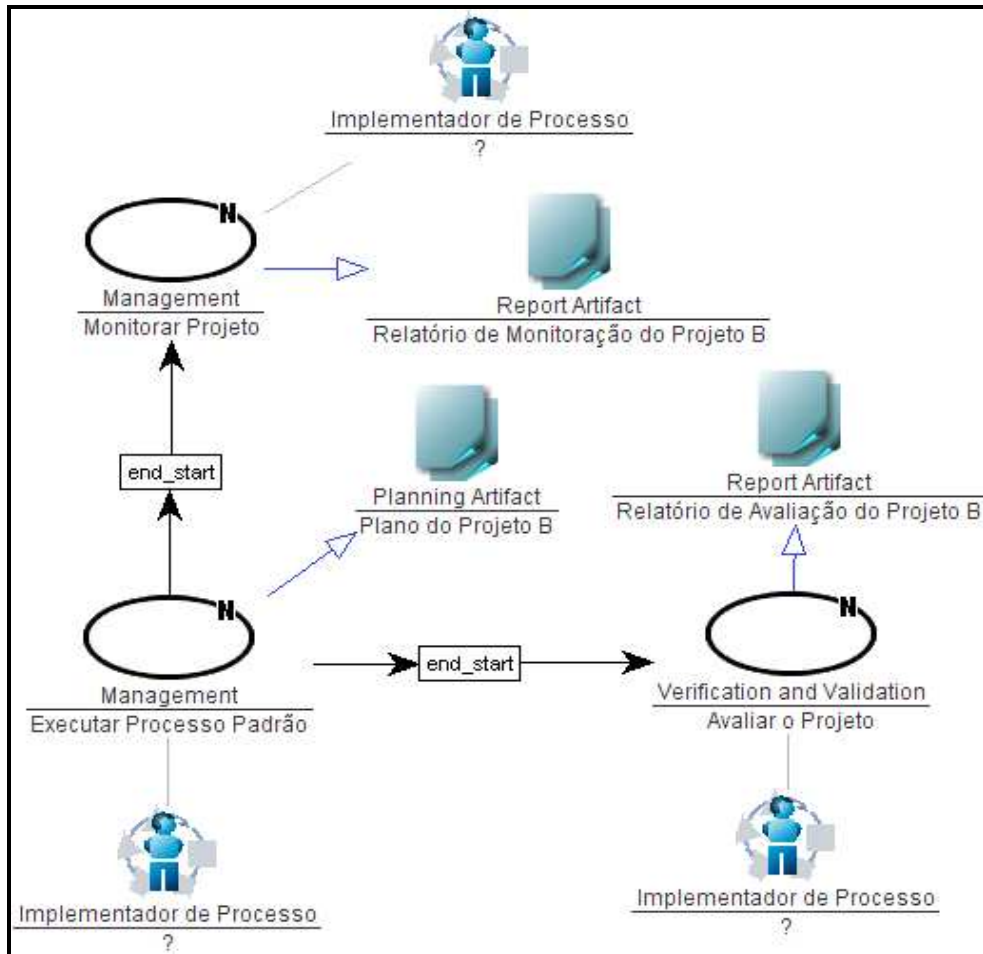 Implementador de Processo
?
N
Management
Monitorar Projeto
Report Artifact
Relatório de Monitoração do Projeto B
end_start
Planning Artifact
Plano do Projeto B
Report Artifact
Relatório de Avaliação do Projeto B
N
Management
Executar Processo Padrão
end_start
N
Verification and Validation
Avaliar o Projeto
Implementador de Processo
?
Implementador de Processo
?